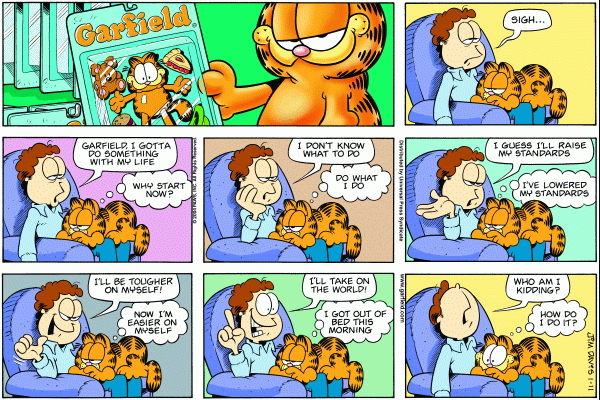 Garfield
SIGH...
GARFIELD, I GOTTA
DO SOMETHING
WITH MY LIFE
WHY START
NOW?
I DON'T KNOW
WHAT TO DO
DO WHAT
I DO
I GUESS I'LL RAISE
MY STANDARDS
I'VE LOWERED
MY STANDARDS
Distributed by Universal Press Syndicate
I'LL BE TOUGHER
ON MYSELF!
NOW I'M
EASIER ON
MYSELF
I'LL TAKE ON
THE WORLD!
I GOT OUT OF
BED THIS
MORNING
www.garfield.com
WHO AM I
KIDDING?
HOW DO
I DO IT?
JIM DAVIS 1-11